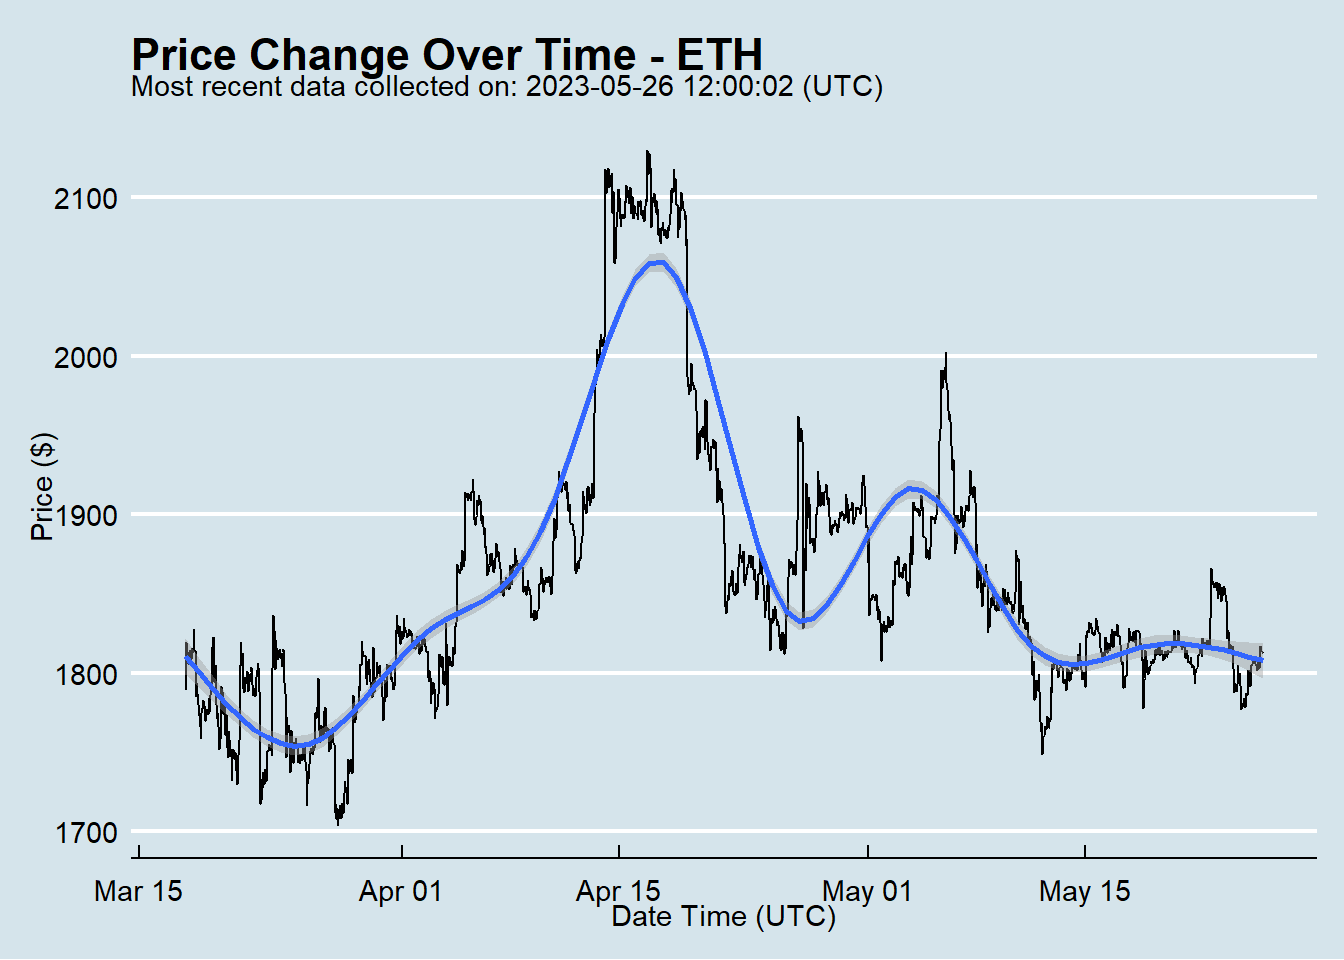 Price Change Over Time - ETH
Most recent data collected on: 2023-05-26 12:00:02 (UTC)
Price ($)
2100
2000
1900
1800
1700
Mar 15
Apr 01
Apr 15
May 01
May 15
Date Time (UTC)